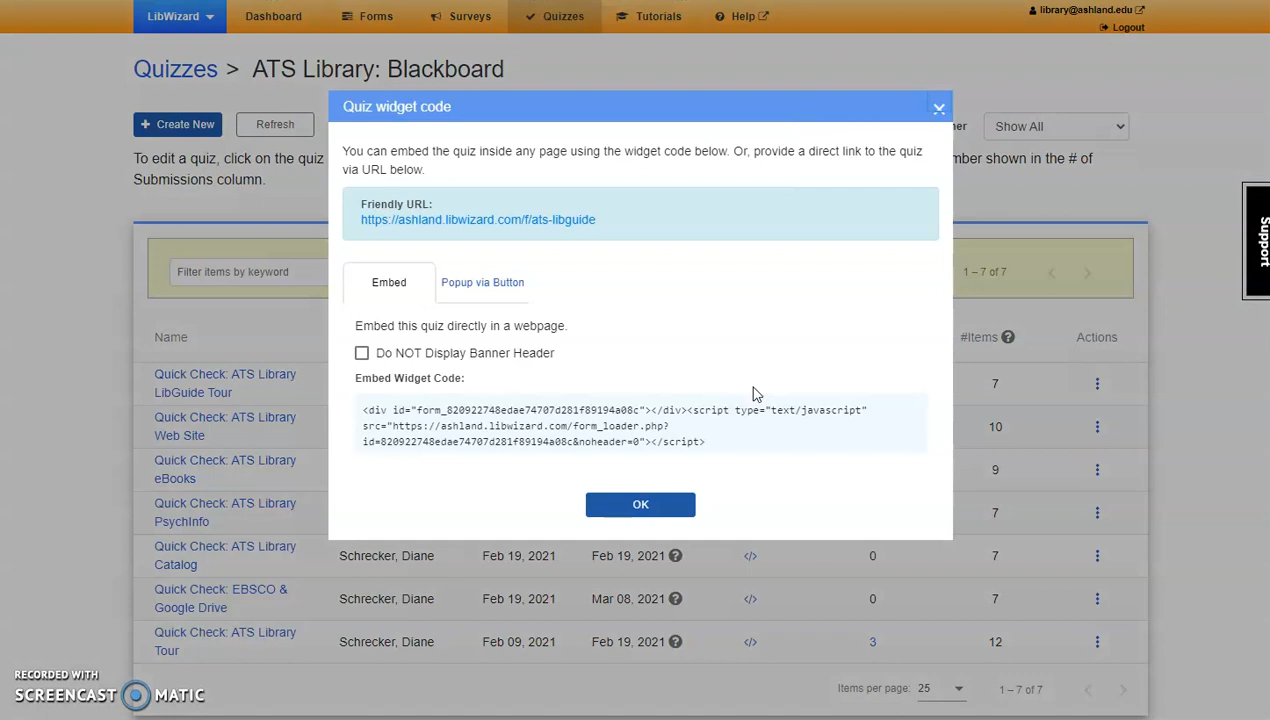 LibWizard
Dashboard
Forms
Surveys
Quizzes
Tutorials
Help
library@ashland.edu
Logout
Quizzes > ATS Library: Blackboard
Create New
Refresh
ner
Show All
To edit a quiz, click on the quiz
mber shown in the # of
Submissions column.
Quiz widget code
You can embed the quiz inside any page using the widget code below. Or, provide a direct link to the quiz
via URL below.
Friendly URL:
https://ashland.libwizard.com/f/ats-libguide
Support
Filter items by keyword
1 – 7 of 7
Embed
Popup via Button
Embed this quiz directly in a webpage.
Do NOT Display Banner Header
Embed Widget Code:
<div id="form_820922748edae74707d281f89194a08c"></div><script type="text/javascript"
src="https://ashland.libwizard.com/form_loader.php?
id=820922748edae74707d281f89194a08c&noheader=0"></script>
OK
Name
#Items
Actions
Quick Check: ATS Library
LibGuide Tour
7
Quick Check: ATS Library
Web Site
10
Quick Check: ATS Library
eBooks
9
Quick Check: ATS Library
PsychInfo
7
Quick Check: ATS Library
Catalog
Schrecker, Diane
Feb 19, 2021
Feb 19, 2021
</>
0
7
Quick Check: EBSCO &
Google Drive
Schrecker, Diane
Feb 19, 2021
Mar 08, 2021
</>
0
7
Quick Check: ATS Library
Tour
Schrecker, Diane
Feb 09, 2021
Feb 19, 2021
</>
3
12
Items per page: 25
1 – 7 of 7
RECORDED WITH
SCREENCAST MATIC